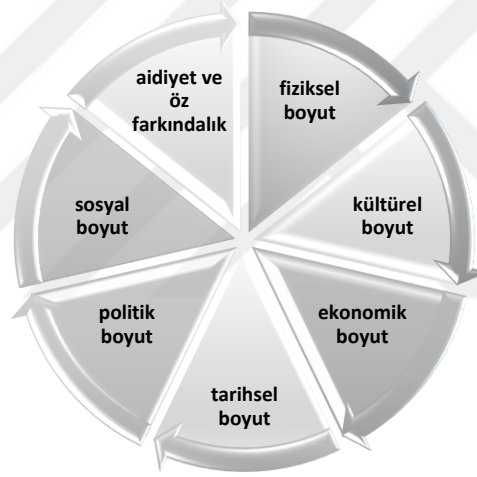 fiziksel
boyut
kültürel
boyut
ekonomik
boyut
tarihsel
boyut
politik
boyut
sosyal
boyut
aidiyet ve
öz
farkındalık